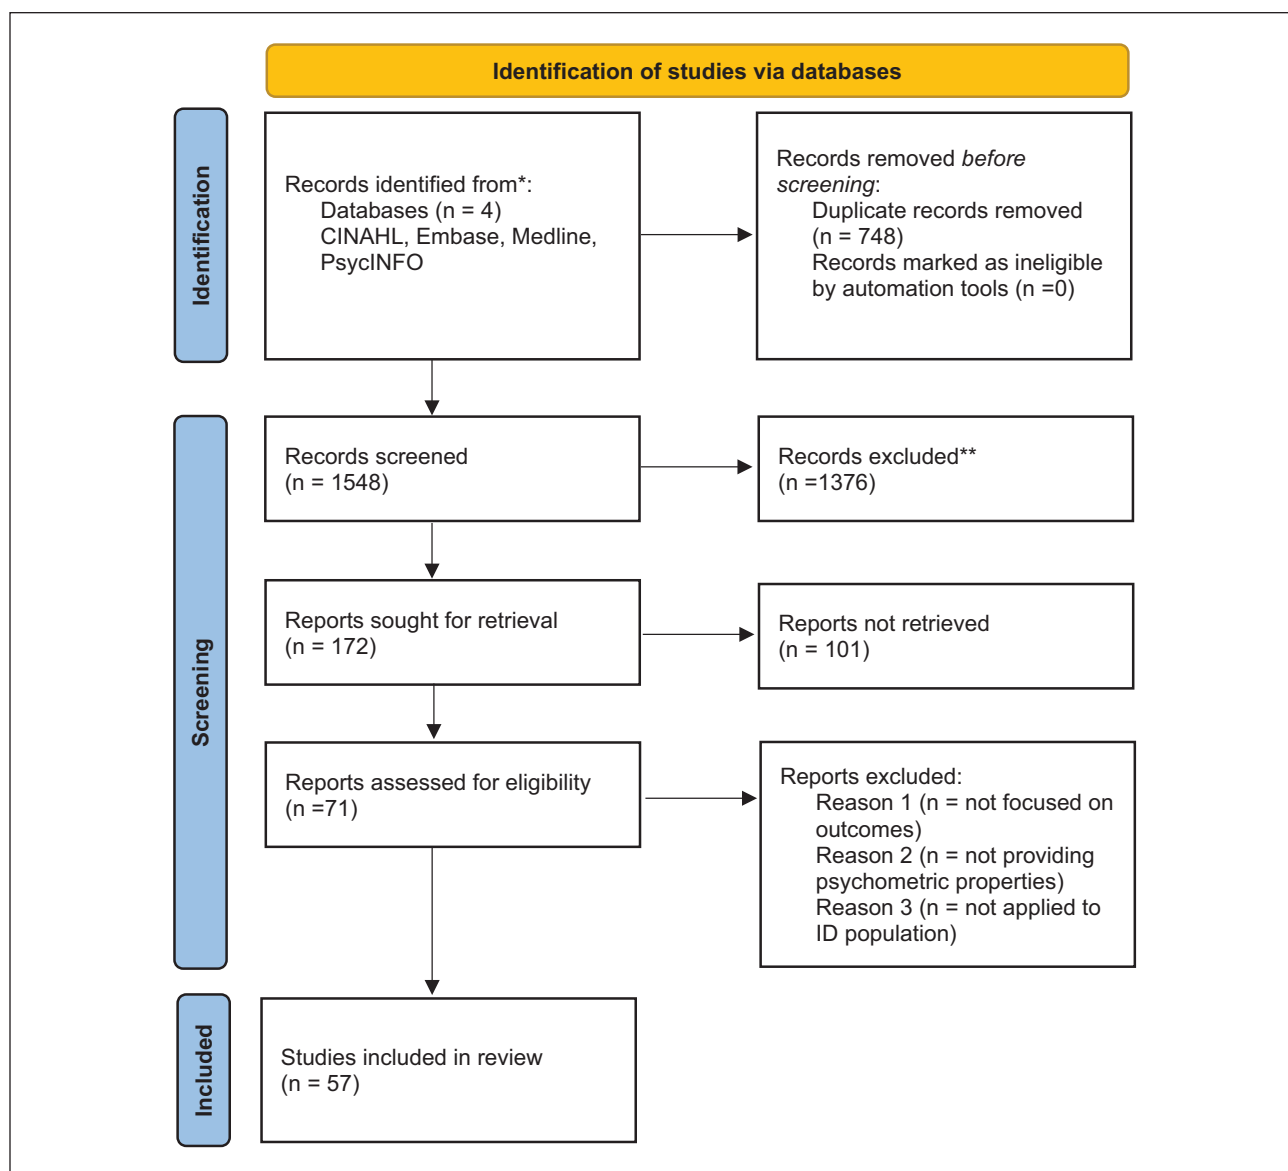 Identification of studies via databases
Identification
Records identified from*:
Databases (n = 4)
CINAHL, Embase, Medline,
PsycINFO
Records removed before
screening:
Duplicate records removed
(n = 748)
Records marked as ineligible
by automation tools (n =0)
Screening
Records screened
(n = 1548)
Records excluded**
(n =1376)
Reports sought for retrieval
(n = 172)
Reports not retrieved
(n = 101)
Reports assessed for eligibility
(n =71)
Reports excluded:
Reason 1 (n = not focused on
outcomes)
Reason 2 (n = not providing
psychometric properties)
Reason 3 (n = not applied to
ID population)
Included
Studies included in review
(n = 57)